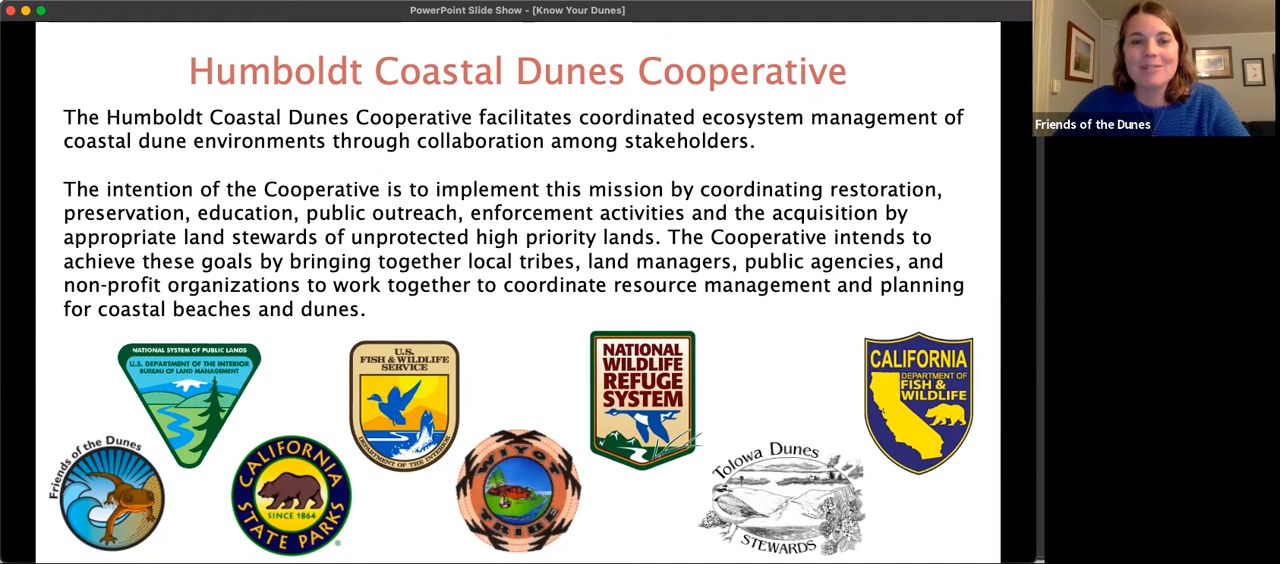 PowerPoint Slide Show - [Know Your Dunes]
Humboldt Coastal Dunes Cooperative
The Humboldt Coastal Dunes Cooperative facilitates coordinated ecosystem management of
coastal dune environments through collaboration among stakeholders.
The intention of the Cooperative is to implement this mission by coordinating restoration,
preservation, education, public outreach, enforcement activities and the acquisition by
appropriate land stewards of unprotected high priority lands. The Cooperative intends to
achieve these goals by bringing together local tribes, land managers, public agencies, and
non-profit organizations to work together to coordinate resource management and planning
for coastal beaches and dunes.
NATIONAL SYSTEM OF PUBLIC LANDS
U.S. DEPARTMENT OF THE INTERIOR
BUREAU OF LAND MANAGEMENT
U.S.
FISH & WILDLIFE
SERVICE
DEPARTMENT OF THE INTERIOR
NATIONAL
WILDLIFE
REFUGE
SYSTEM
CALIFORNIA
DEPARTMENT OF
FISH &
WILDLIFE
Friends of the Dunes
CALIFORNIA
SINCE 1864
STATE PARKS
WIYOT
TRIBE
Tolowa Dunes
STEWARDS
Friends of the Dunes